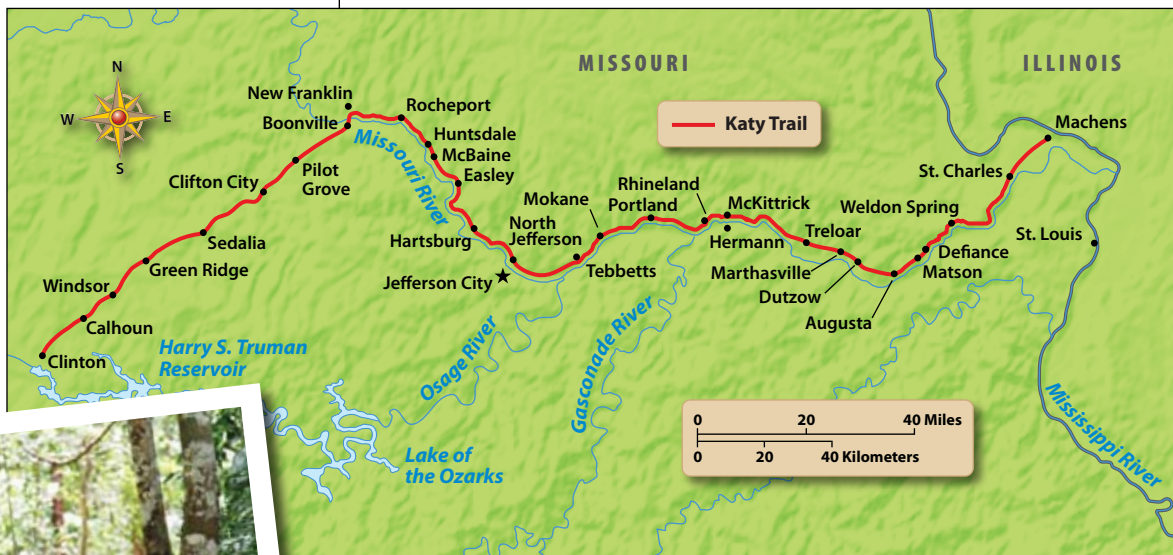 MISSOURI
ILLINOIS
N
W
E
S
New Franklin
Boonville
Rocheport
Huntsdale
McBaine
Easley
Missouri River
Katy Trail
Machens
St. Charles
Clifton City
Pilot
Grove
Mokane
Rhineland
Portland
McKittrick
Weldon Spring
Sedalia
Hartsburg
North
Jefferson
Hermann
Treloar
Defiance
Matson
St. Louis
Green Ridge
Jefferson City
Tebbetts
Marthasville
Dutzow
Augusta
Windsor
Calhoun
Clinton
Harry S. Truman
Reservoir
Osage River
Gasconade River
Lake of
the Ozarks
Mississippi River
0 20 40 Miles
0 20 40 Kilometers